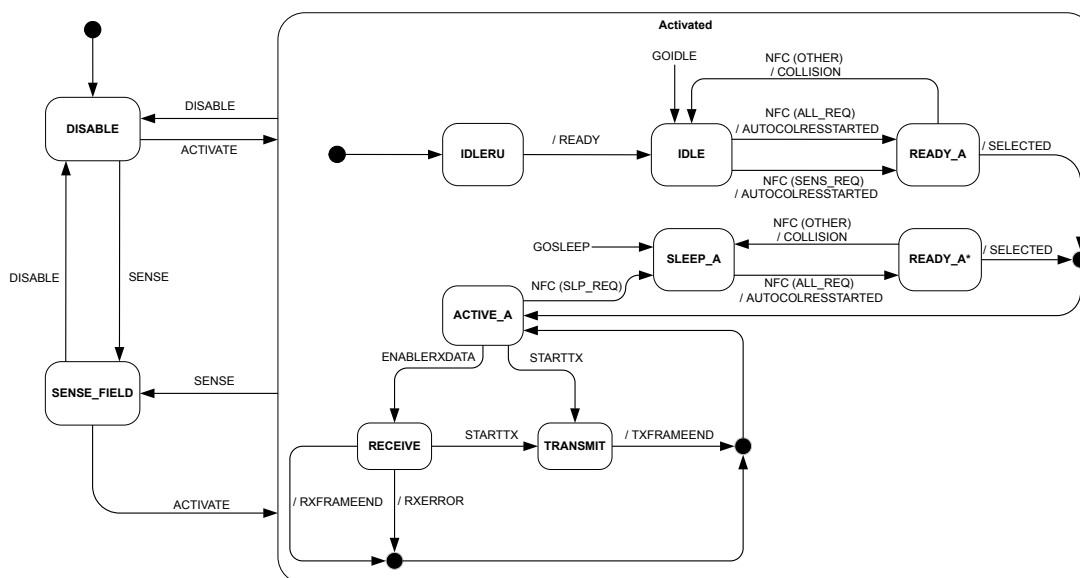 Activated
GOIDLE
NFC (OTHER)
/ COLLISION
DISABLE
DISABLE
ACTIVATE
IDLERU
/ READY
IDLE
NFC (ALL_REQ)
/ AUTOCOLRESSTARTED
READY_A
/ SELECTED
NFC (SENS_REQ)
/ AUTOCOLRESSTARTED
NFC (OTHER)
/ COLLISION
GOSLEEP
SLEEP_A
READY_A*
/ SELECTED
DISABLE
SENSE
NFC (SLP_REQ)
NFC (ALL_REQ)
/ AUTOCOLRESSTARTED
ACTIVE_A
ENABLERXDATA
STARTTX
SENSE_FIELD
SENSE
RECEIVE
STARTTX
TRANSMIT
/ TXFRAMEEND
ACTIVATE
/ RXFRAMEEND
/ RXERROR